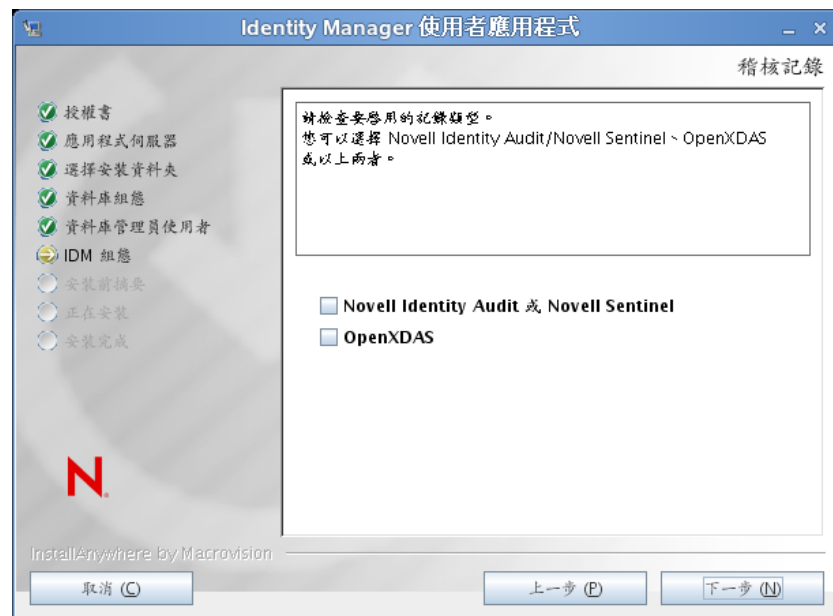 Identity Manager 使用者應用程式
稽核記錄
授權書
應用程式伺服器
選擇安裝資料夾
資料庫組態
資料庫管理員使用者
IDM 組態
安裝前摘要
正在安裝
安裝完成
請檢查要啟用的記錄類型。
您可以選擇 Novell Identity Audit/Novell Sentinel、OpenXDAS
或以上兩者。
Novell Identity Audit 或 Novell Sentinel
OpenXDAS
N
InstallAnywhere by Macrovision
取消 (C)
上一步 (P)
下一步 (N)